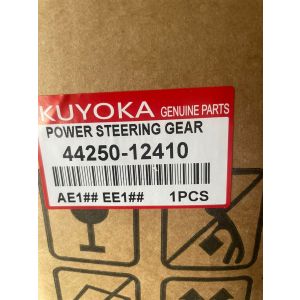 KUYOKA GENUINE PARTS
POWER STEERING GEAR
44250-12410
AE1## EE1## 1PCS